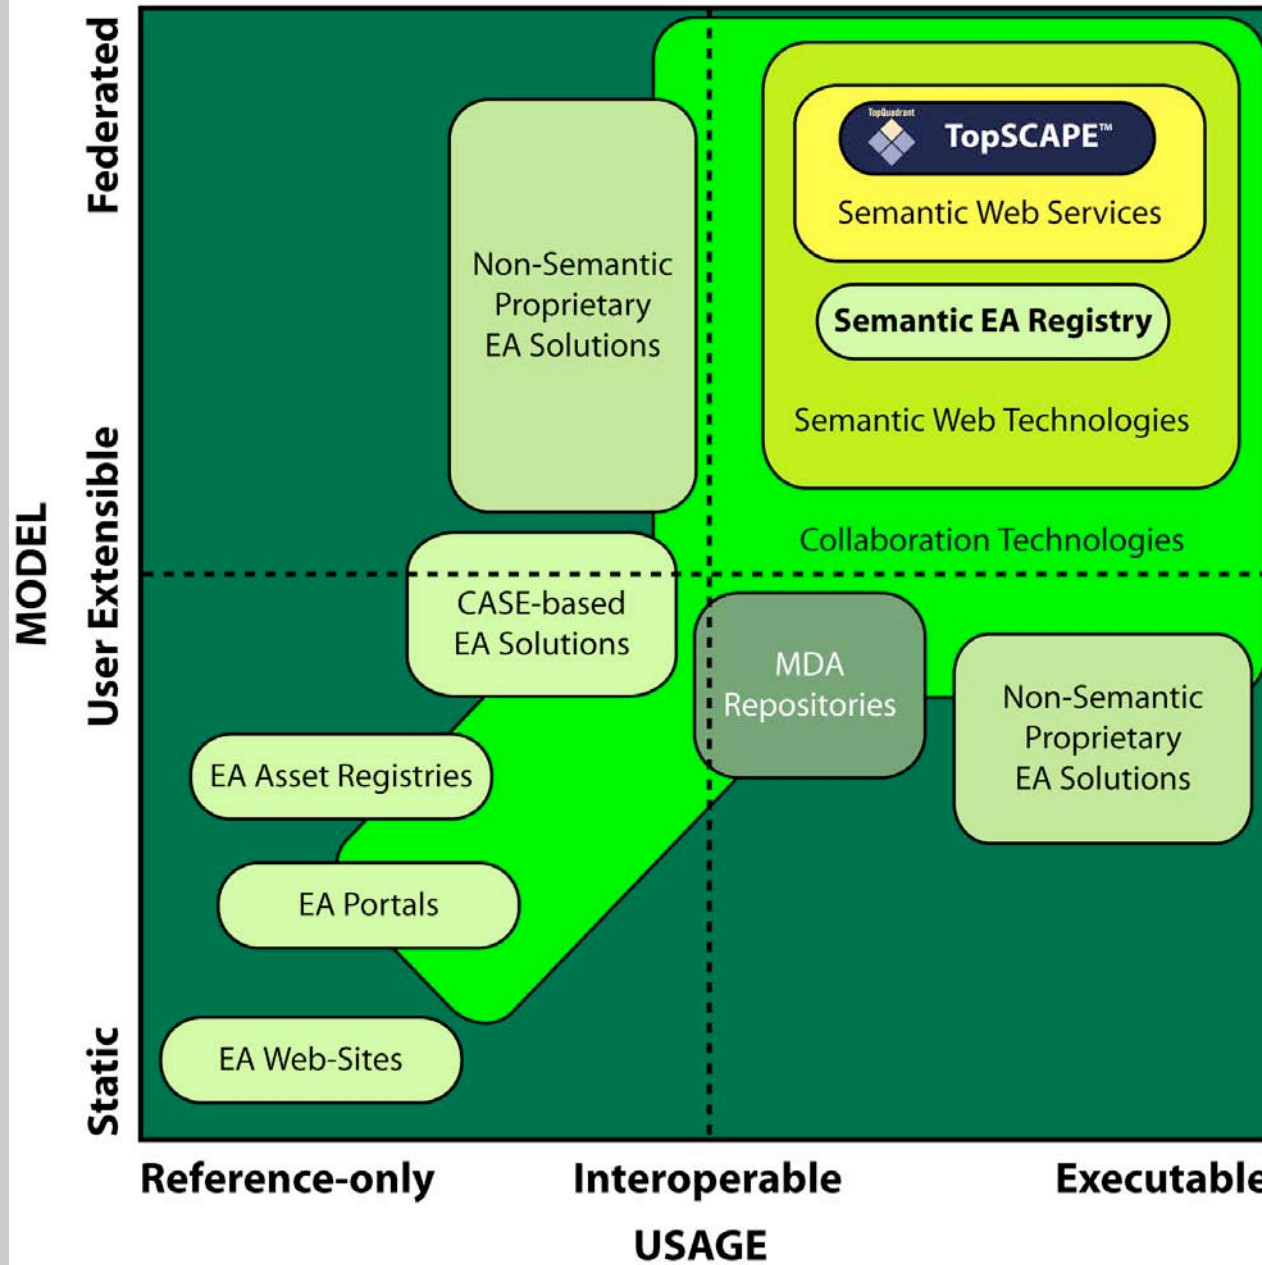 Federated
User Extensible
Static
MODEL
TopQuadrant
TopSCAPE™
Semantic Web Services
Semantic EA Registry
Semantic Web Technologies
Collaboration Technologies
Non-Semantic
Proprietary
EA Solutions
CASE-based
EA Solutions
MDA
Repositories
Non-Semantic
Proprietary
EA Solutions
EA Asset Registries
EA Portals
EA Web-Sites
Reference-only
Interoperable
Executable
USAGE